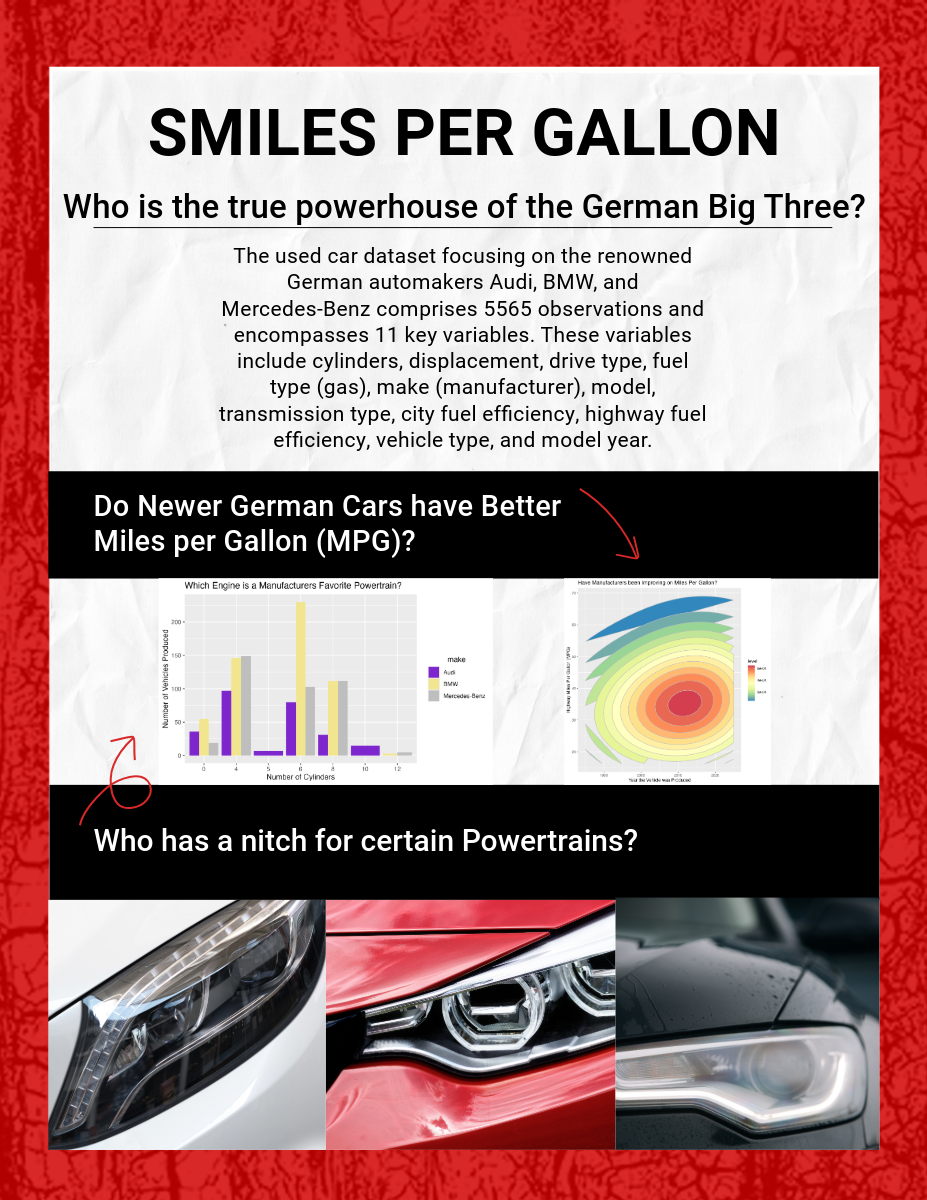 SMILES PER GALLON
Who is the true powerhouse of the German Big Three?
The used car dataset focusing on the renowned
German automakers Audi, BMW, and
Mercedes-Benz comprises 5565 observations and
encompasses 11 key variables. These variables
include cylinders, displacement, drive type, fuel
type (gas), make (manufacturer), model,
transmission type, city fuel efficiency, highway fuel
efficiency, vehicle type, and model year.
Do Newer German Cars have Better
Miles per Gallon (MPG)?
Which Engine is a Manufacturers Favorite Powertrain?
Number of Vehicles Produced
200
150
100
50
0
0 4 5 6 8 10 12
Number of Cylinders
make
Audi
BMW
Mercedes-Benz
Have Manufacturers been Improving on Miles Per Gallon?
Highway Miles Per Gallon (MPG)
Year the Vehicle was Produced
level
Who has a nitch for certain Powertrains?